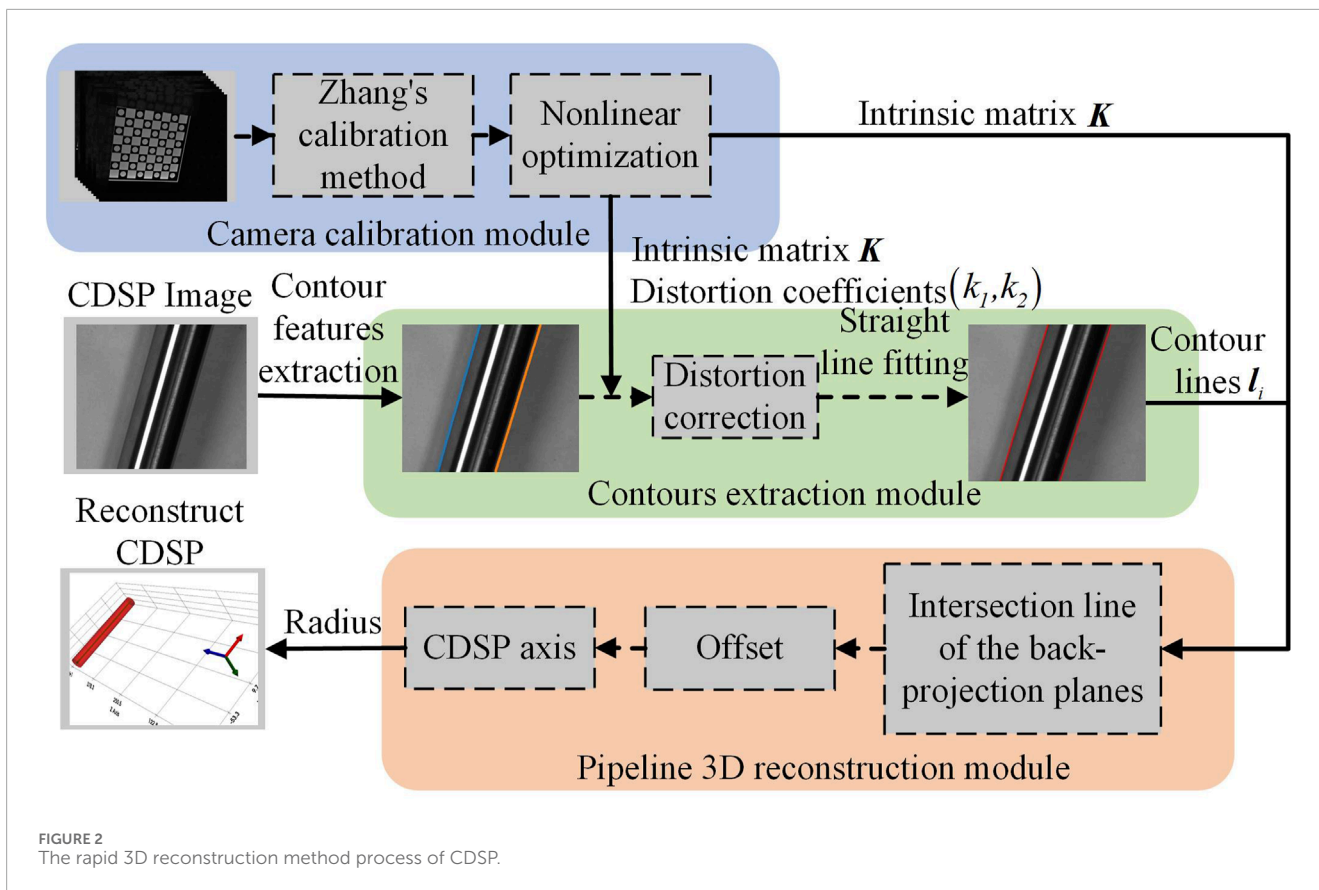 Zhang's
calibration
method
Nonlinear
optimization
Intrinsic matrix K
Camera calibration module
Intrinsic matrix K
Distortion coefficients(k1,k2)
CDSP Image
Contour
features
extraction
Distortion
correction
Straight
line fitting
Contour
lines li
Contours extraction module
Reconstruct
CDSP
Radius
CDSP axis
Offset
Intersection line
of the back-
projection planes
Pipeline 3D reconstruction module
FIGURE 2
The rapid 3D reconstruction method process of CDSP.